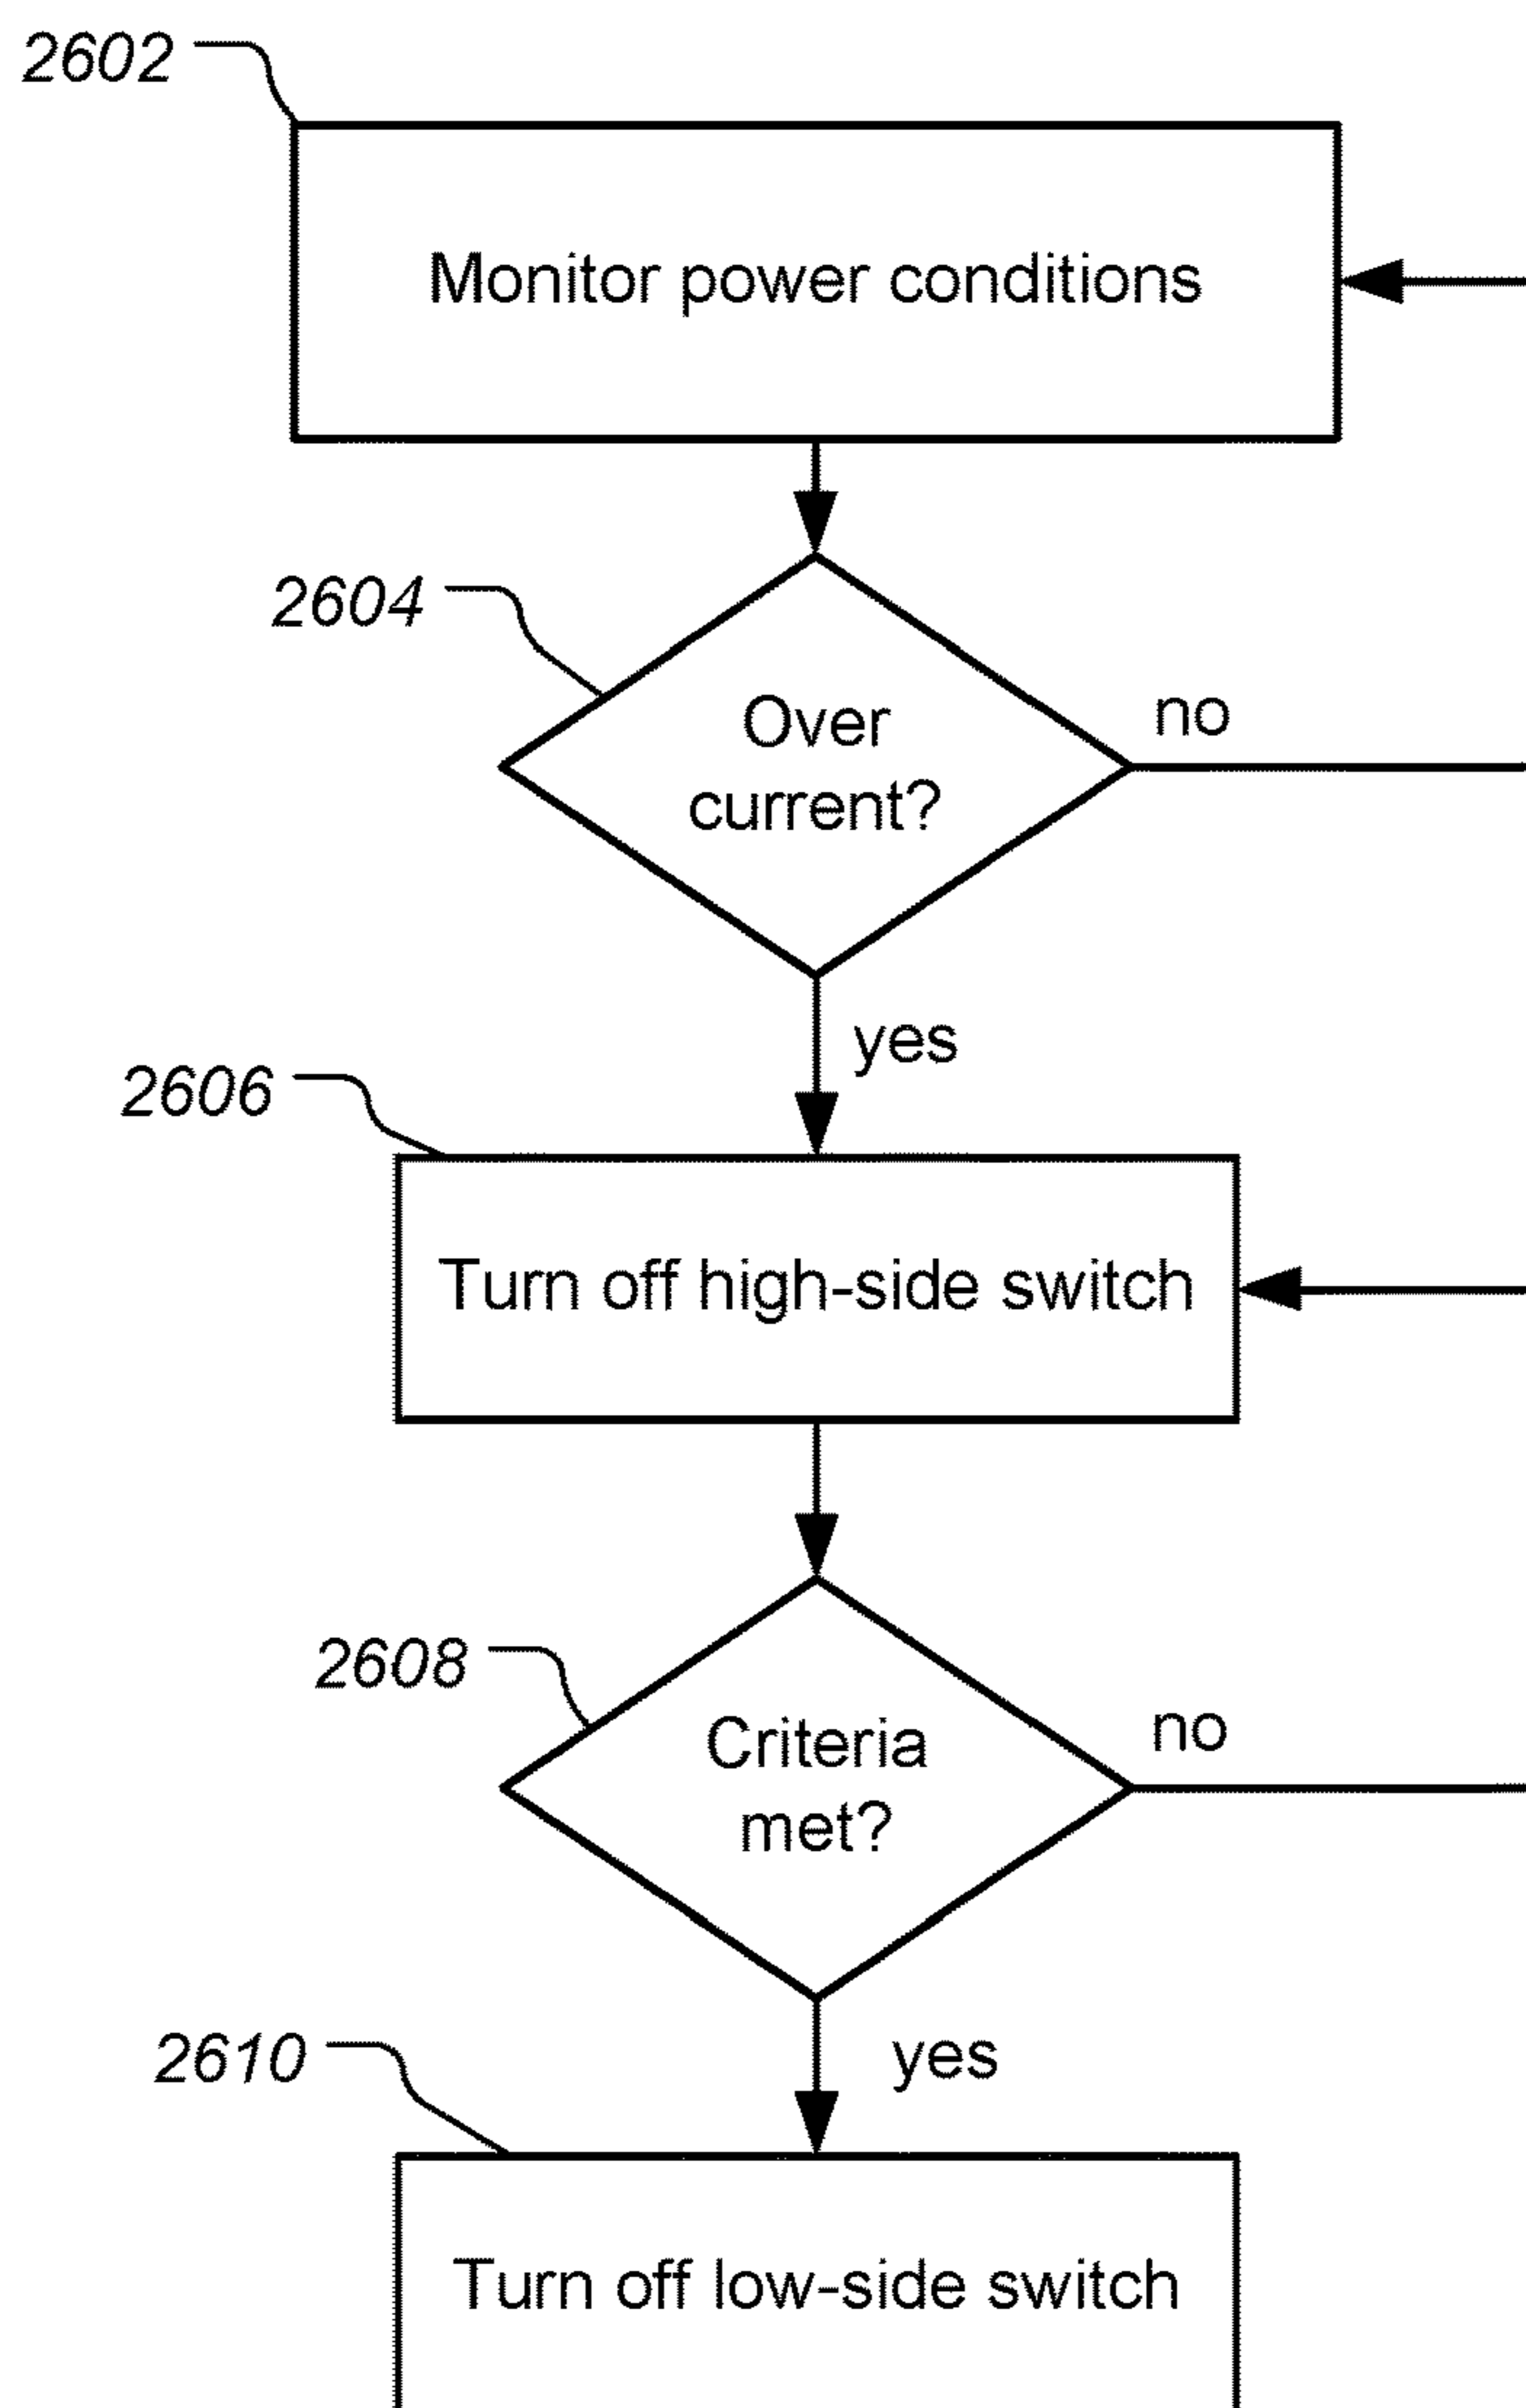 2602
Monitor power conditions
2604
Over
current?
no
yes
2606
Turn off high-side switch
2608
Criteria
met?
no
yes
2610
Turn off low-side switch